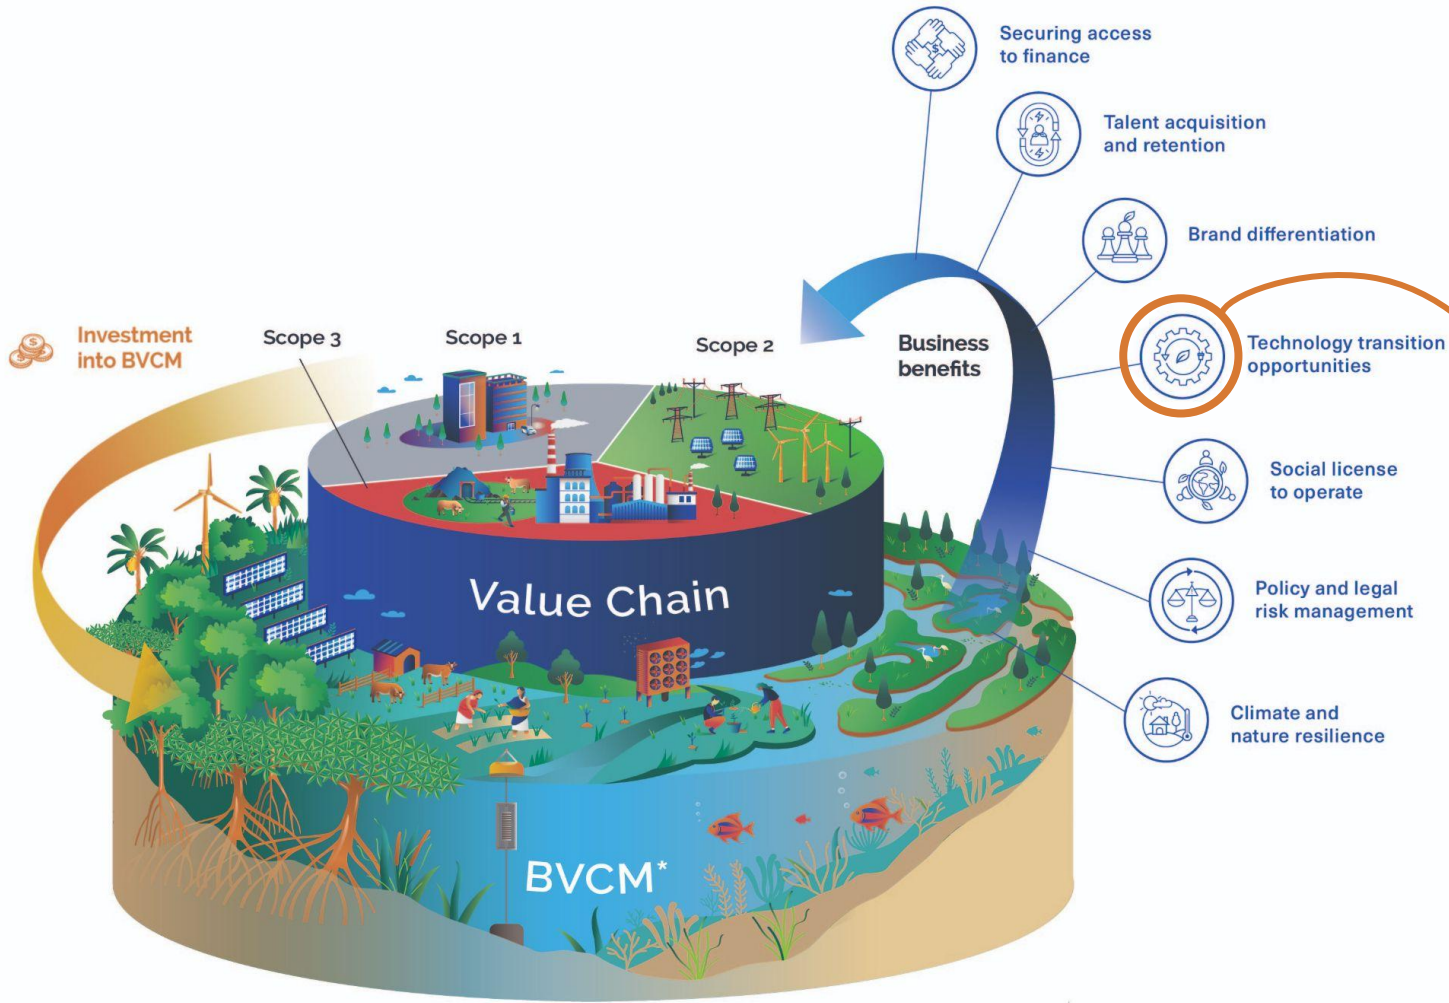 Securing access
to finance
Talent acquisition
and retention
Brand differentiation
Investment
into BVCM
Scope 3
Scope 1
Scope 2
Business
benefits
Technology transition
opportunities
Social license
to operate
Value Chain
Policy and legal
risk management
Climate and
nature resilience
BVCM*